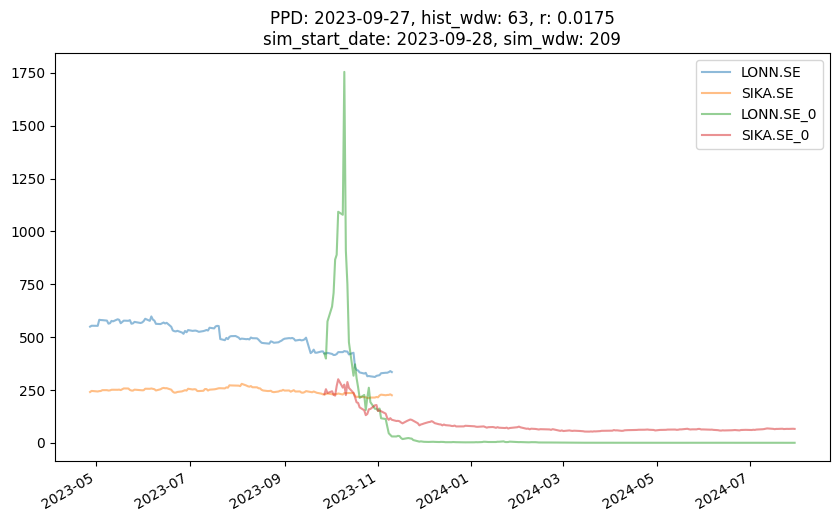 PPD: 2023-09-27, hist_wdw: 63, r: 0.0175
sim_start_date: 2023-09-28, sim_wdw: 209
LONN.SE
SIKA.SE
LONN.SE_0
SIKA.SE_0
1750
1500
1250
1000
750
500
250
0
2023-05
2023-07
2023-09
2023-11
2024-01
2024-03
2024-05
2024-07